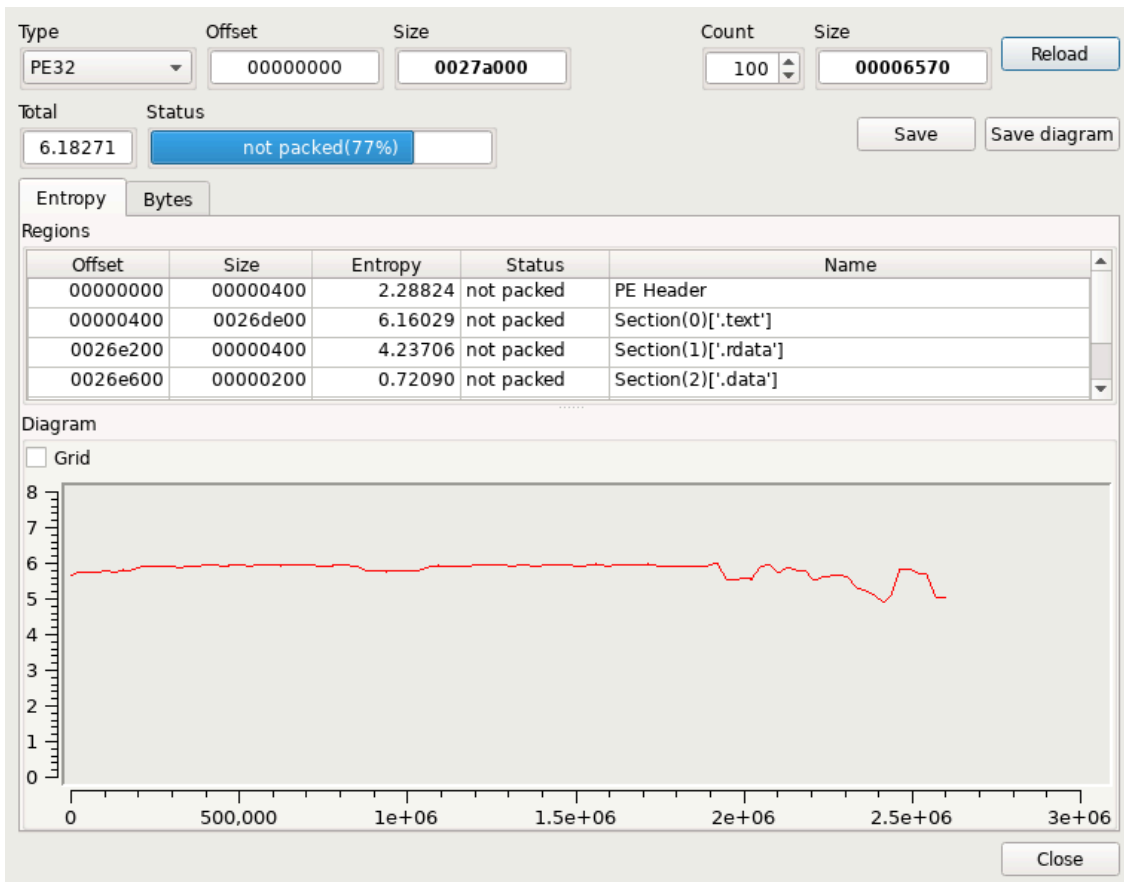 Type Offset Size Count Size
PE32 00000000 0027a000 100 00006570 Reload
Total Status
6.18271 not packed(77%) Save Save diagram
Entropy Bytes
Regions
Offset Size Entropy Status Name
00000000 00000400 2.28824 not packed PE Header
00000400 0026de00 6.16029 not packed Section(0)['.text']
0026e200 00000400 4.23706 not packed Section(1)['.rdata']
0026e600 00000200 0.72090 not packed Section(2)['.data']
Diagram
Grid
8
7
6
5
4
3
2
1
0
0 500,000 1e+06 1.5e+06 2e+06 2.5e+06 3e+06
Close